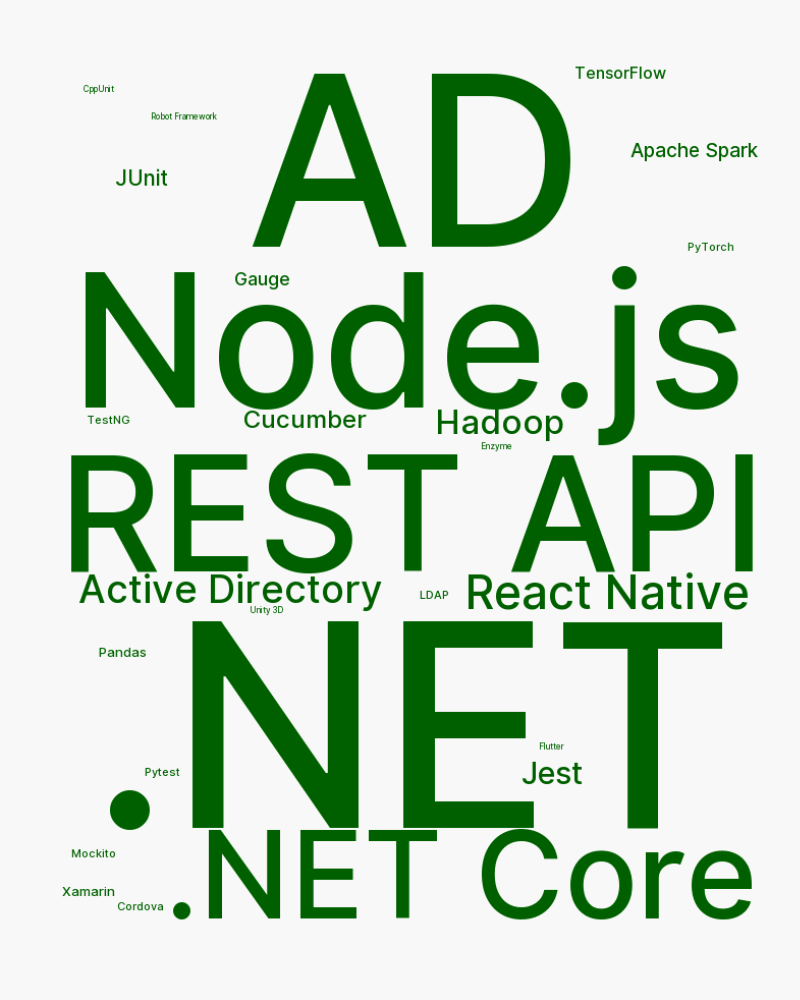 TensorFlow
CppUnit
Robot Framework
AD
Apache Spark
JUnit
PyTorch
Gauge
Node.js
TestNG
Cucumber
Hadoop
Enzyme
REST API
Active Directory
LDAP
React Native
Unity 3D
Pandas
.NET
Flutter
Pytest
Jest
Mockito
.NET Core
Xamarin
Cordova